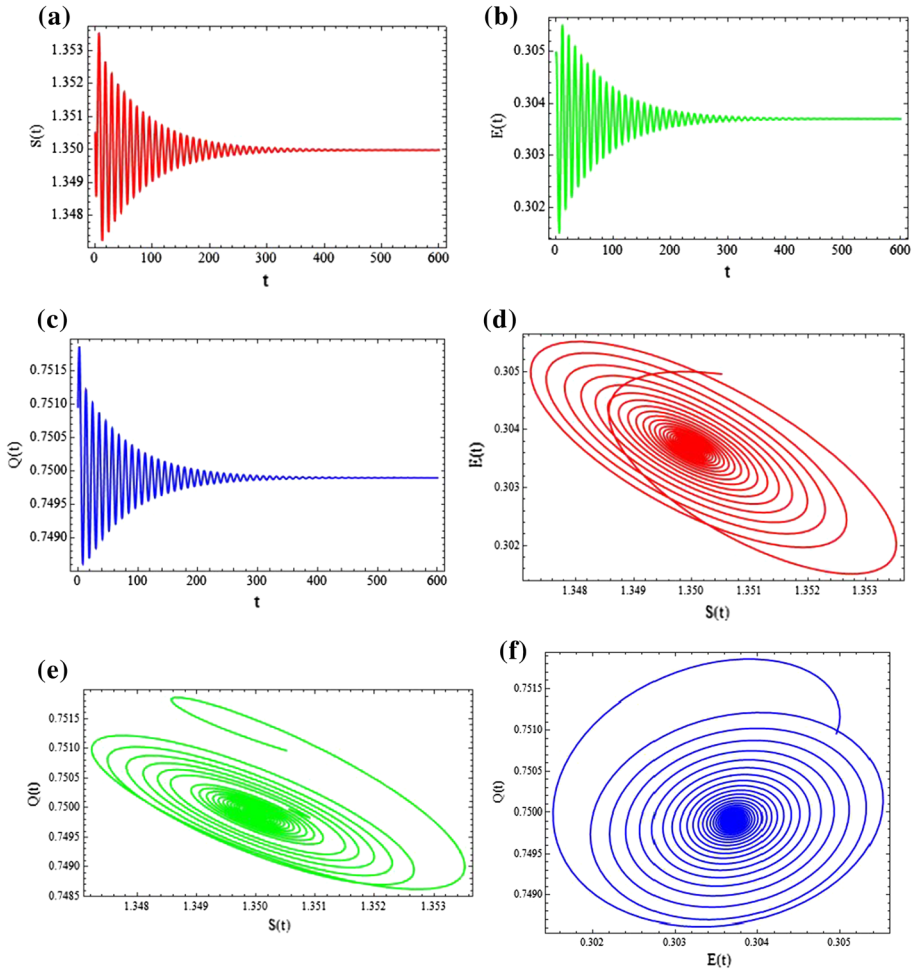 (a)
S(t)
1.353
1.352
1.351
1.350
1.349
1.348
0 100 200 300 400 500 600
t
(b)
E(t)
0.305
0.304
0.303
0.302
0 100 200 300 400 500 600
t
(c)
Q(t)
0.7515
0.7510
0.7505
0.7500
0.7495
0.7490
0 100 200 300 400 500 600
t
(d)
E(t)
0.305
0.304
0.303
0.302
1.348 1.349 1.350 1.351 1.352 1.353
S(t)
(e)
Q(t)
0.7515
0.7510
0.7505
0.7500
0.7495
0.7490
0.7485
1.348 1.349 1.350 1.351 1.352 1.353
S(t)
(f)
Q(t)
0.7515
0.7510
0.7505
0.7500
0.7495
0.7490
0.302 0.303 0.304 0.305
E(t)